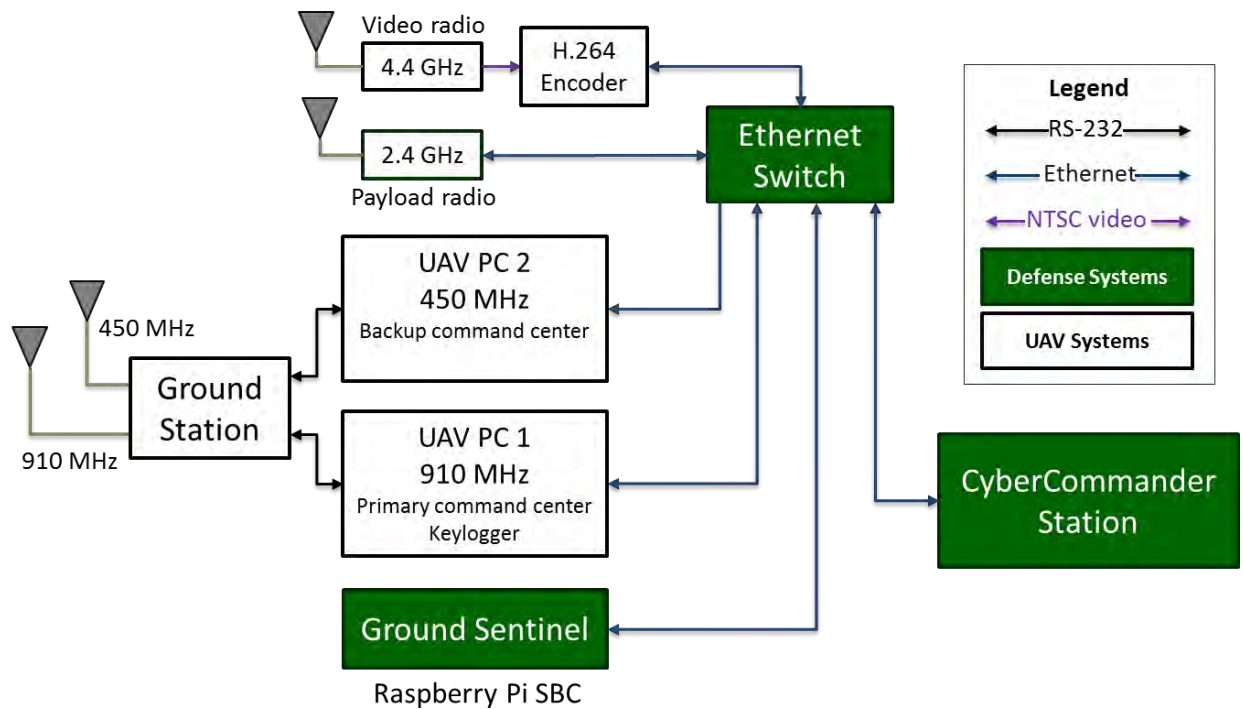 Video radio
4.4 GHz
H.264
Encoder
2.4 GHz
Payload radio
Ethernet
Switch
Legend
RS-232
Ethernet
NTSC video
Defense Systems
UAV Systems
UAV PC 2
450 MHz
Backup command center
450 MHz
Ground
Station
910 MHz
UAV PC 1
910 MHz
Primary command center
Keylogger
CyberCommander
Station
Ground Sentinel
Raspberry Pi SBC